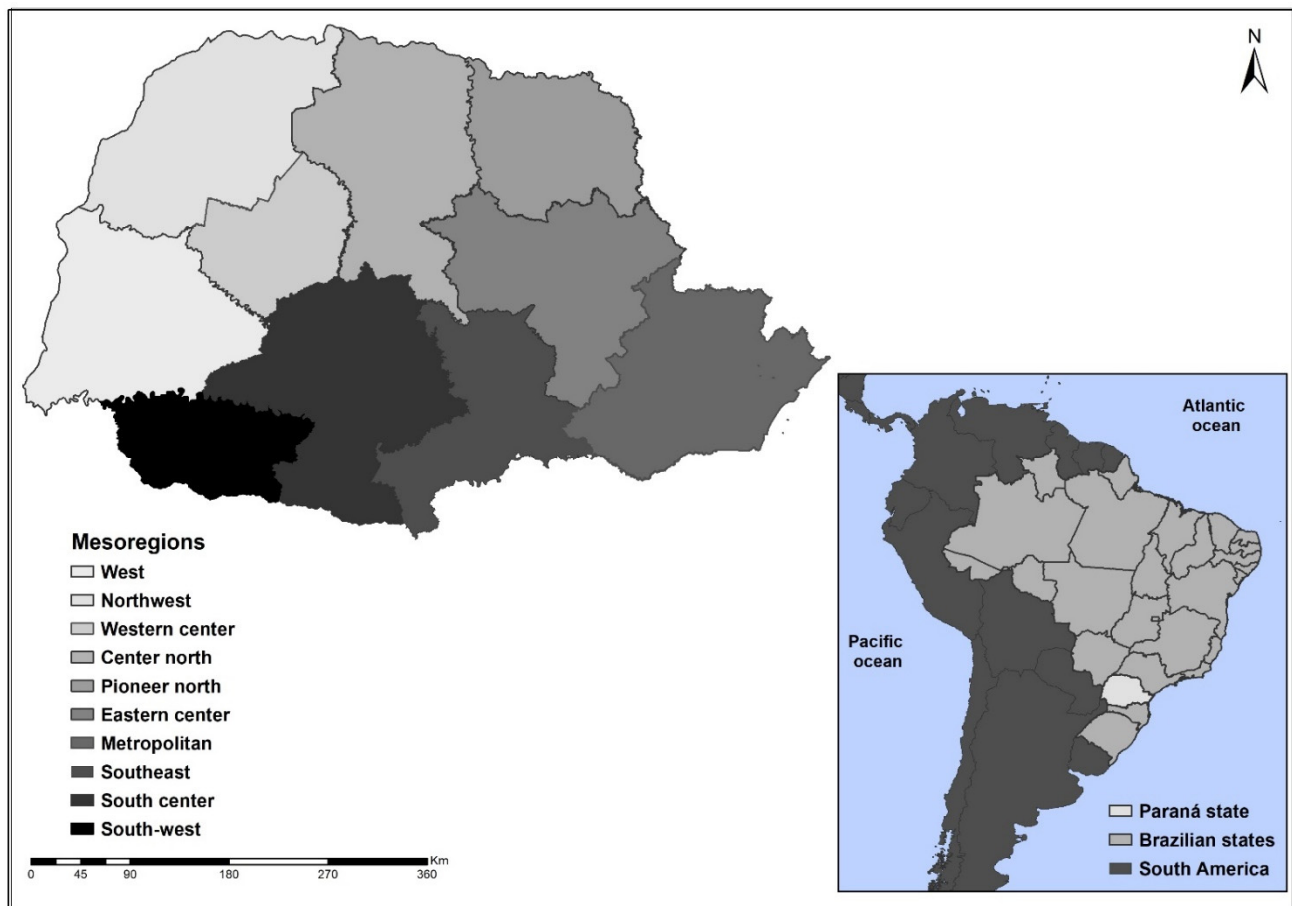 N
Mesoregions
West
Northwest
Western center
Center north
Pioneer north
Eastern center
Metropolitan
Southeast
South center
South-west
Km
0 45 90 180 270 360
Atlantic
ocean
Pacific
ocean
Paraná state
Brazilian states
South America